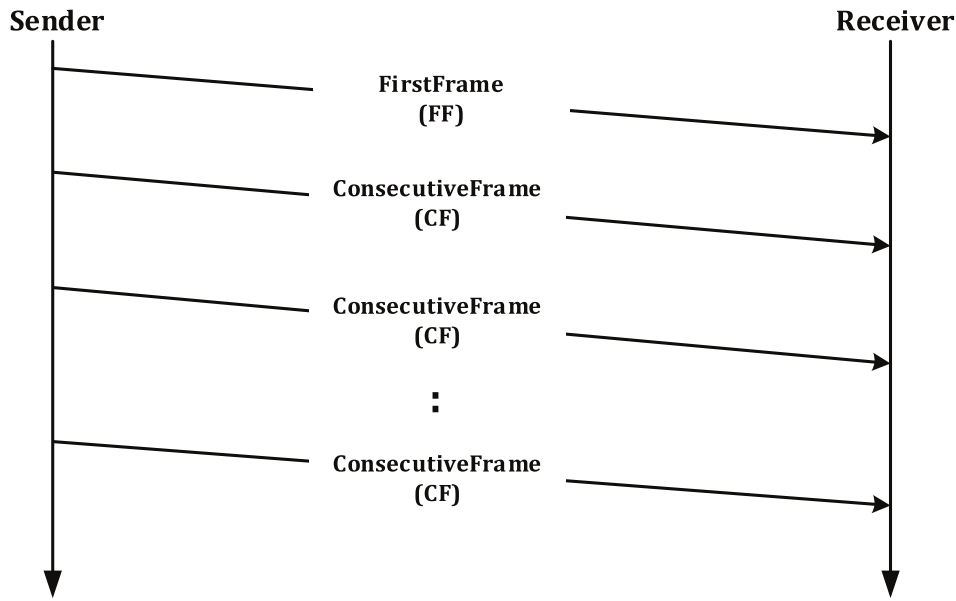 Sender
Receiver
FirstFrame
(FF)
ConsecutiveFrame
(CF)
ConsecutiveFrame
(CF)
:
ConsecutiveFrame
(CF)